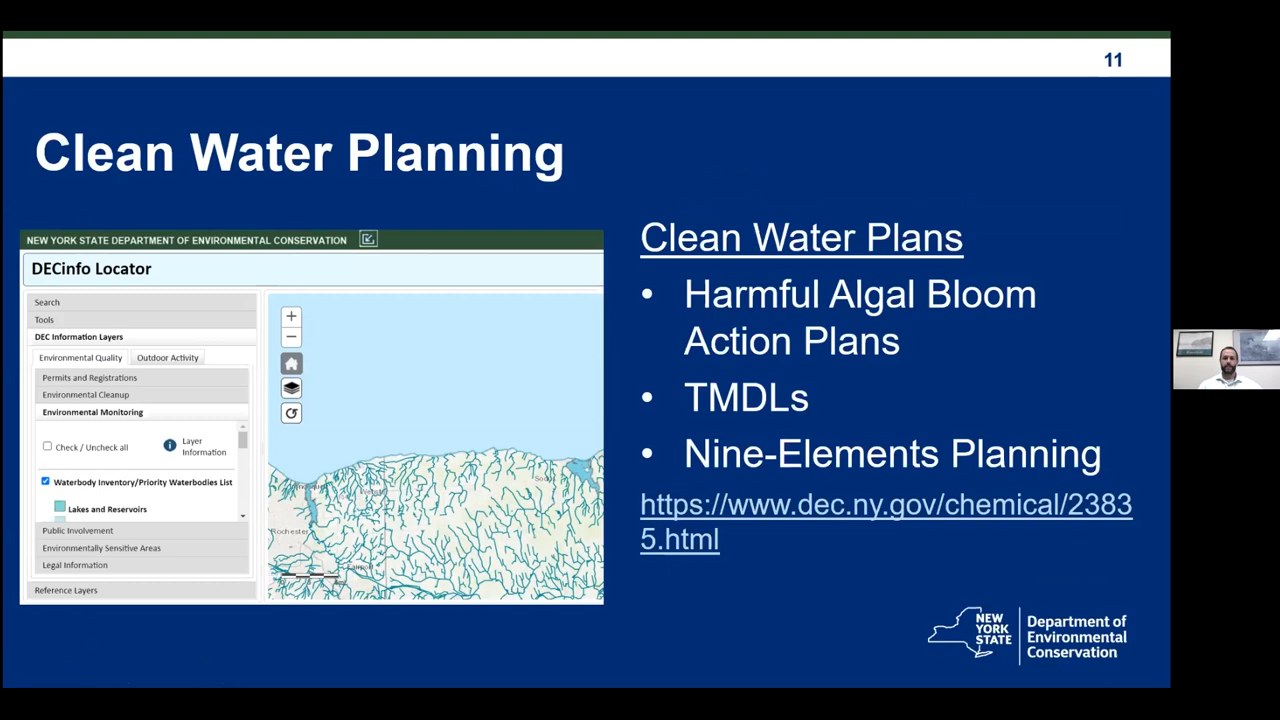 11
Clean Water Planning
NEW YORK STATE DEPARTMENT OF ENVIRONMENTAL CONSERVATION
DECinfo Locator
Search
Tools
DEC Information Layers
Environmental Quality
Outdoor Activity
Permits and Registrations
Environmental Cleanup
Environmental Monitoring
Check / Uncheck all
Layer
Information
Waterbody Inventory/Priority Waterbodies List
Lakes and Reservoirs
Public Involvement
Environmentally Sensitive Areas
Legal Information
Reference Layers
Rochester
Clean Water Plans
• Harmful Algal Bloom
Action Plans
• TMDLs
• Nine-Elements Planning
https://www.dec.ny.gov/chemical/2383
5.html
NEW
YORK
STATE
Department of
Environmental
Conservation